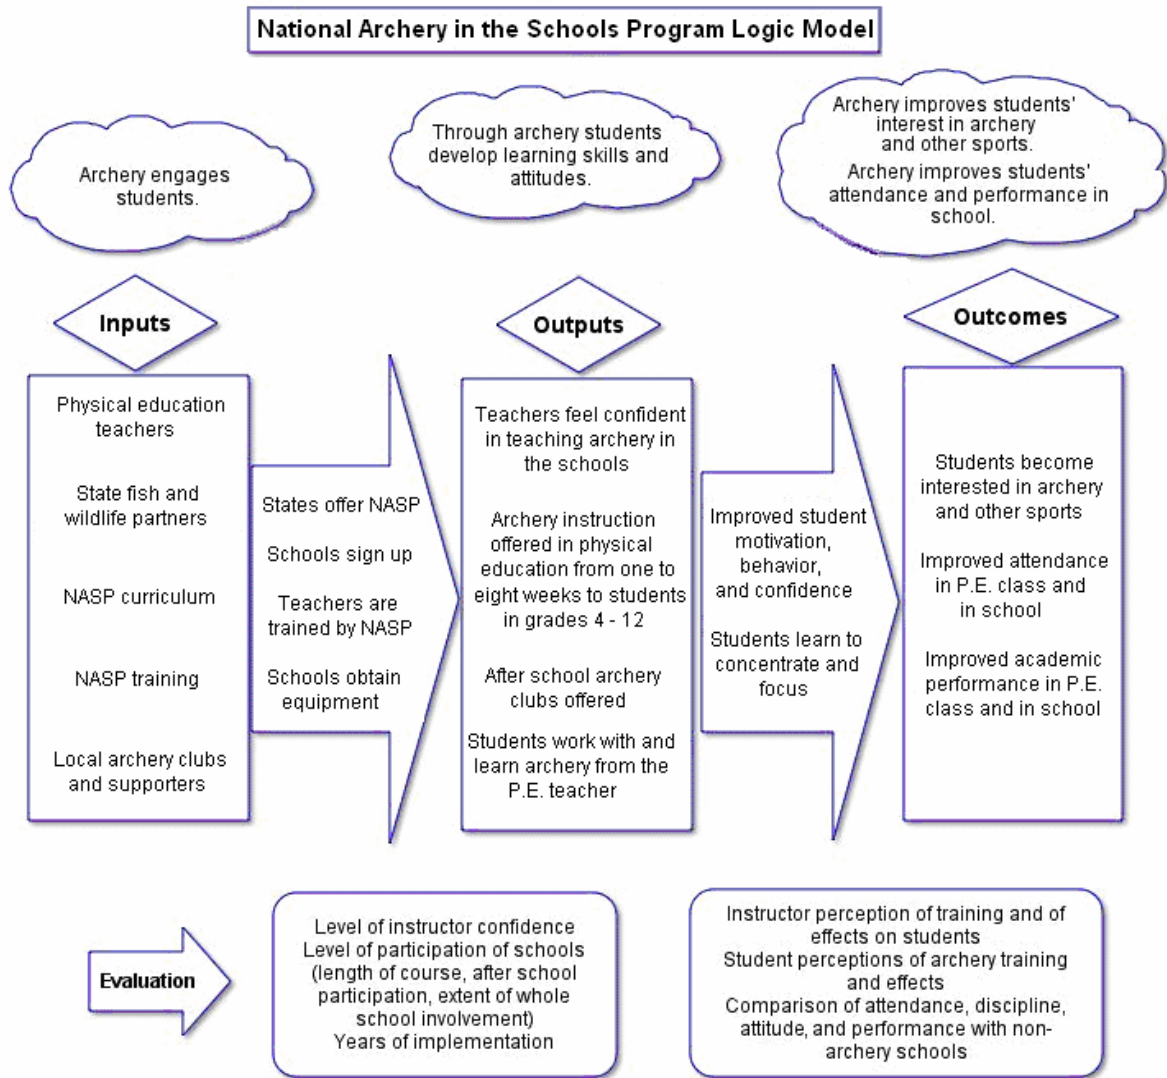 National Archery in the Schools Program Logic Model
Archery engages
students.
Through archery students
develop learning skills and
attitudes.
Archery improves students'
interest in archery
and other sports.
Archery improves students'
attendance and performance in
school.
Inputs
Outputs
Outcomes
Physical education
teachers
State fish and
wildlife partners
NASP curriculum
NASP training
Local archery clubs
and supporters
States offer NASP
Schools sign up
Teachers are
trained by NASP
Schools obtain
equipment
Teachers feel confident
in teaching archery in
the schools
Archery instruction
offered in physical
education from one to
eight weeks to students
in grades 4 - 12
After school archery
clubs offered
Students work with and
learn archery from the
P.E. teacher
Improved student
motivation,
behavior,
and confidence
Students learn to
concentrate and
focus
Students become
interested in archery
and other sports
Improved attendance
in P.E. class and
in school
Improved academic
performance in P.E.
class and in school
Evaluation
Level of instructor confidence
Level of participation of schools
(length of course, after school
participation, extent of whole
school involvement)
Years of implementation
Instructor perception of training and of
effects on students
Student perceptions of archery training
and effects
Comparison of attendance, discipline,
attitude, and performance with non-
archery schools